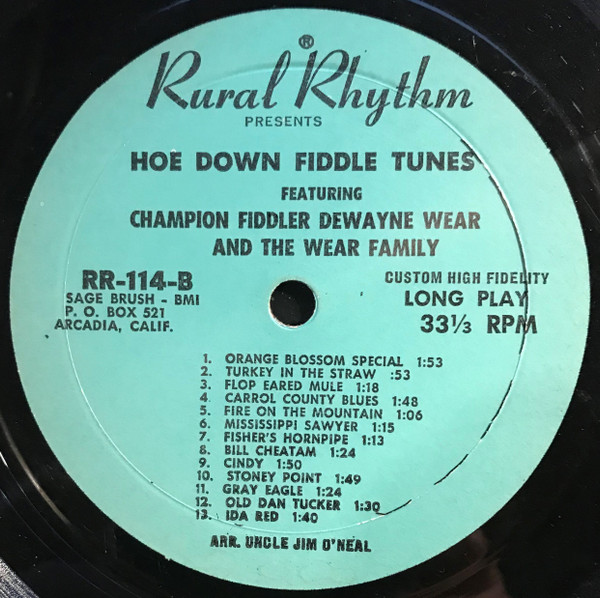 ®
Rural Rhythm
PRESENTS
HOE DOWN FIDDLE TUNES
FEATURING
CHAMPION FIDDLER DEWAYNE WEAR
AND THE WEAR FAMILY
RR-114-B
SAGE BRUSH - BMI
P. O. BOX 521
ARCADIA, CALIF.
CUSTOM HIGH FIDELITY
LONG PLAY
33⅓ RPM
1. ORANGE BLOSSOM SPECIAL 1:53
2. TURKEY IN THE STRAW :53
3. FLOP EARED MULE 1:18
4. CARROL COUNTY BLUES 1:48
5. FIRE ON THE MOUNTAIN 1:06
6. MISSISSIPPI SAWYER 1:15
7. FISHER'S HORNPIPE 1:13
8. BILL CHEATAM 1:24
9. CINDY 1:50
10. STONEY POINT 1:49
11. GRAY EAGLE 1:24
12. OLD DAN TUCKER 1:30
13. IDA RED 1:40
ARR. UNCLE JIM O'NEAL